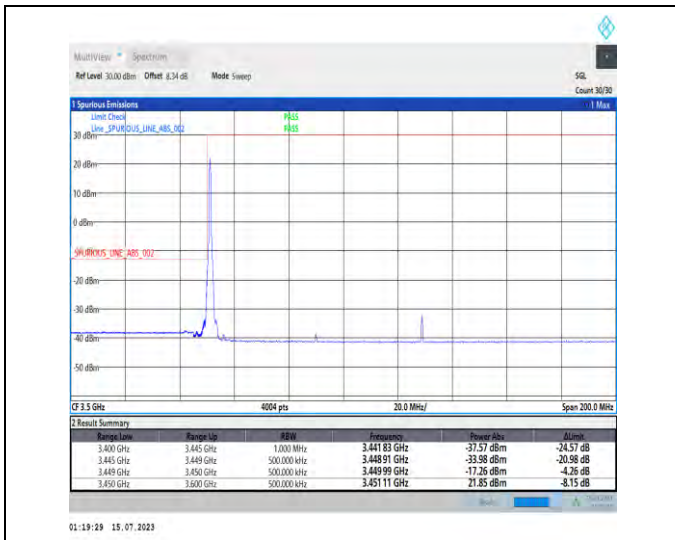 MultiView Spectrum
Ref Level 30.00 dBm Offset 8.34 dB Mode Sweep SGL
Count 30/30
1 Spurious Emissions 1 Max
Limit Check PASS
Line _SPURIOUS_LINE_ABS_002 PASS
30 dBm
20 dBm
10 dBm
0 dBm
_SPURIOUS_LINE_ABS_002
-20 dBm
-30 dBm
-40 dBm
-50 dBm
CF 3.5 GHz 4004 pts 20.0 MHz/ Span 200.0 MHz
2 Result Summary
Range Low Range Up RBW Frequency Power Abs ΔLimit
3.400 GHz 3.445 GHz 1.000 MHz 3.441 83 GHz -37.57 dBm -24.57 dB
3.445 GHz 3.449 GHz 500.000 kHz 3.448 91 GHz -33.98 dBm -20.98 dB
3.449 GHz 3.450 GHz 500.000 kHz 3.449 99 GHz -17.26 dBm -4.26 dB
3.450 GHz 3.600 GHz 500.000 kHz 3.451 11 GHz 21.85 dBm -8.15 dB
01:19:29 15.07.2023